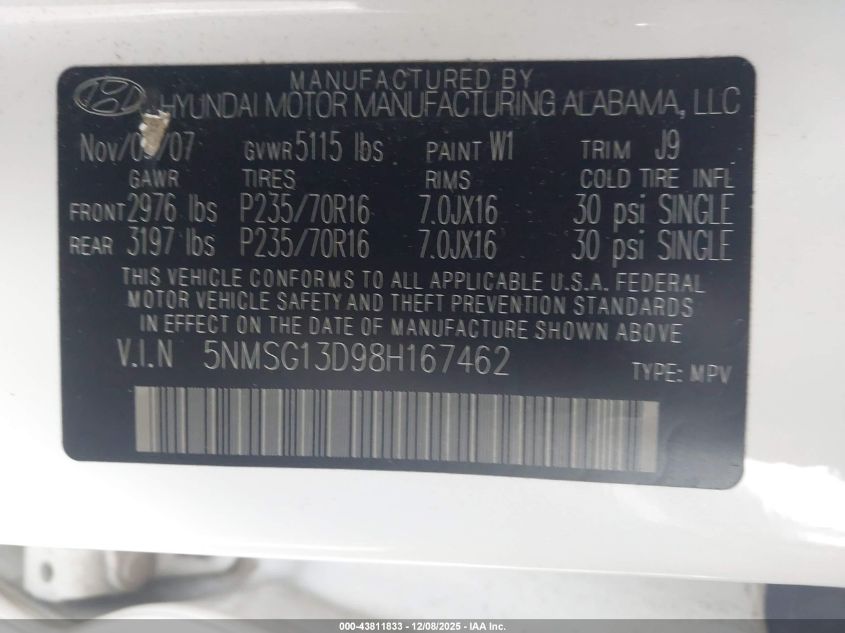 MANUFACTURED BY
HYUNDAI MOTOR MANUFACTURING ALABAMA, LLC
GVWR 5115 lbs PAINT W1 TRIM J9
GAWR TIRES RIMS COLD TIRE INFL
FRONT 2976 lbs P235/70R16 7.0JX16 30 psi SINGLE
REAR 3197 lbs P235/70R16 7.0JX16 30 psi SINGLE
THIS VEHICLE CONFORMS TO ALL APPLICABLE U.S.A. FEDERAL
MOTOR VEHICLE SAFETY AND THEFT PREVENTION STANDARDS
IN EFFECT ON THE DATE OF MANUFACTURE SHOWN ABOVE
V.I.N 5NMSG13D98H167462 TYPE: MPV
000-43811833 - 12/08/2025 - IAA Inc.